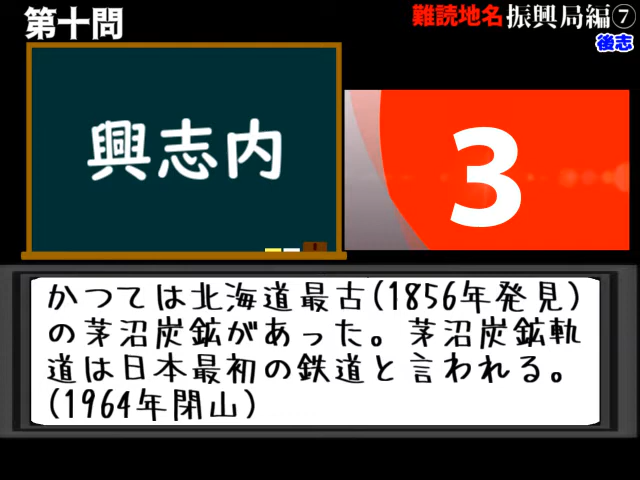 第十問
難読地名振興局編⑦
後志
興志内
3
かつては北海道最古(1856年発見)
の茅沼炭鉱があった。茅沼炭鉱軌
道は日本最初の鉄道と言われる。
(1964年閉山)